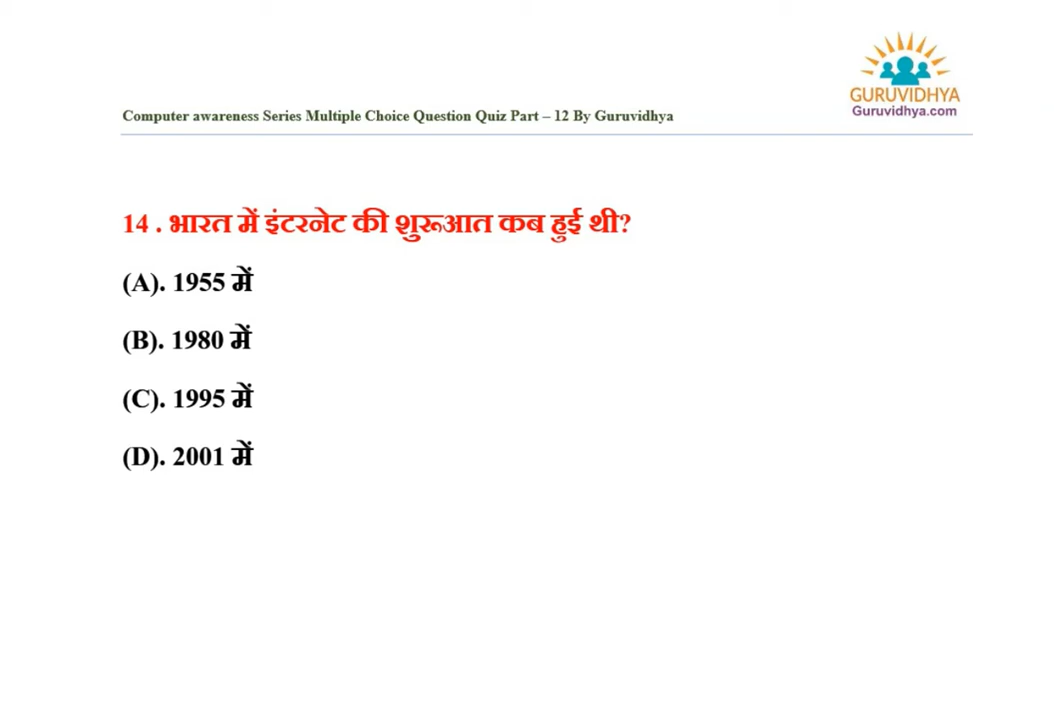 GURUVIDHYA
Guruvidhya.com
Computer awareness Series Multiple Choice Question Quiz Part – 12 By Guruvidhya
14 . भारत में इंटरनेट की शुरूआत कब हुई थी?
(A). 1955 में
(B). 1980 में
(C). 1995 में
(D). 2001 में